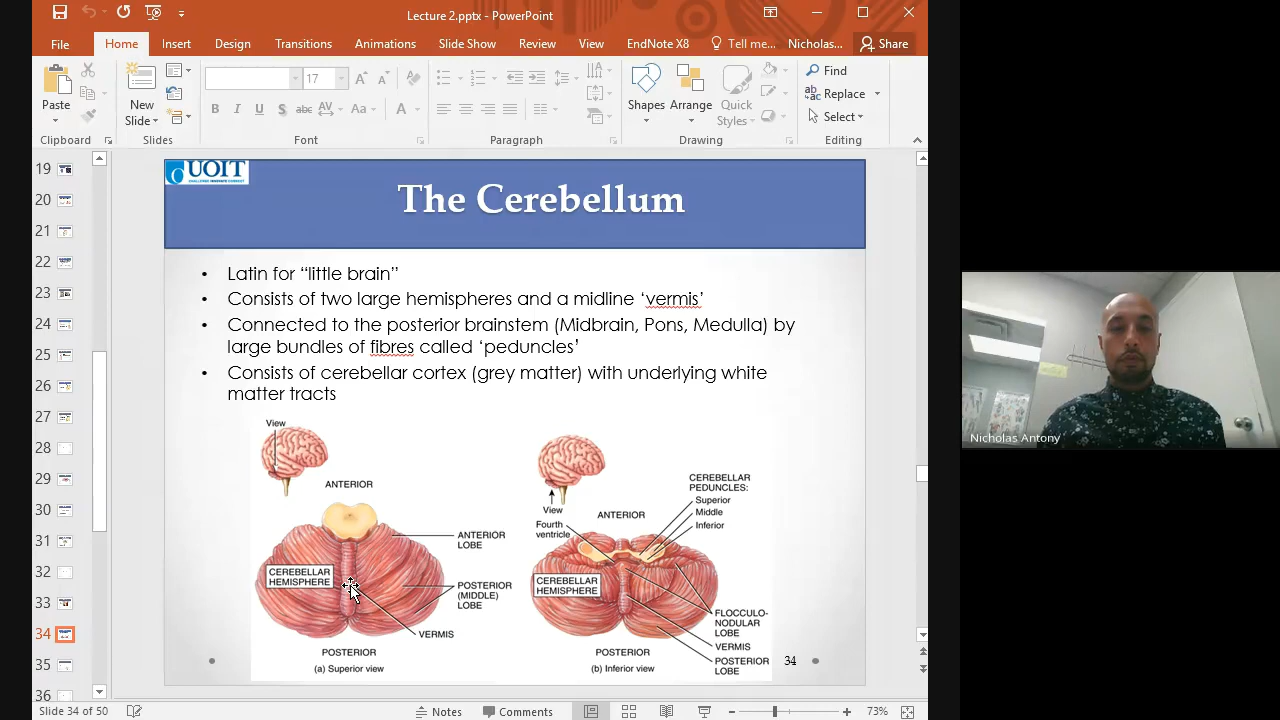 Lecture 2.pptx - PowerPoint
File
Home
Insert
Design
Transitions
Animations
Slide Show
Review
View
EndNote X8
Tell me...
Nicholas...
Share
Paste
New
Slide
17
B I U S abc AV Aa A
Shapes
Arrange
Quick
Styles
Find
Replace
Select
Clipboard
Slides
Font
Paragraph
Drawing
Editing
19
20
21
22
23
24
25
26
27
28
29
30
31
32
33
34
35
36
UOIT
The Cerebellum
• Latin for “little brain”
• Consists of two large hemispheres and a midline ‘vermis’
• Connected to the posterior brainstem (Midbrain, Pons, Medulla) by
large bundles of fibres called ‘peduncles’
• Consists of cerebellar cortex (grey matter) with underlying white
matter tracts
View
ANTERIOR
ANTERIOR
LOBE
CEREBELLAR
HEMISPHERE
POSTERIOR
(MIDDLE)
LOBE
VERMIS
POSTERIOR
(a) Superior view
View
ANTERIOR
Fourth
ventricle
CEREBELLAR
PEDUNCLES:
Superior
Middle
Inferior
CEREBELLAR
HEMISPHERE
FLOCCULO-
NODULAR
LOBE
VERMIS
POSTERIOR
LOBE
POSTERIOR
(b) Inferior view
34
Nicholas Antony
Slide 34 of 50
Notes
Comments
73%